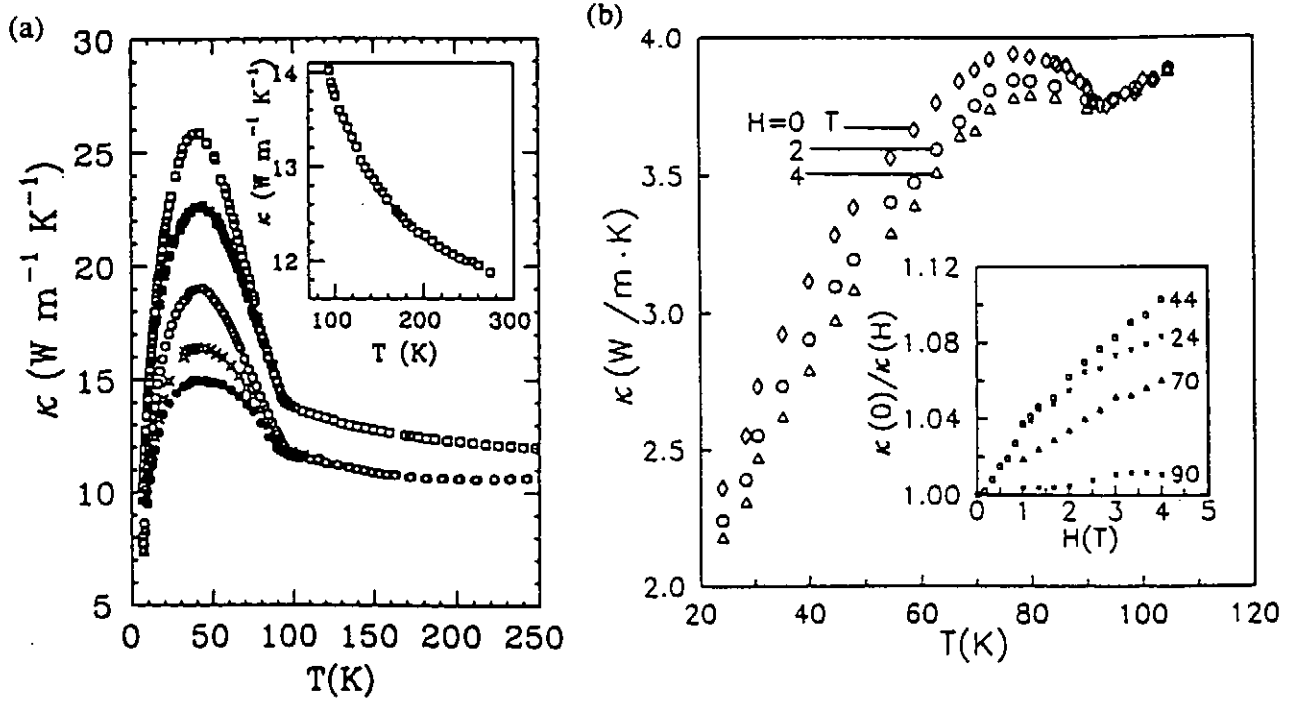 (a)
30
25
20
15
10
5
κ (W m⁻¹ K⁻¹)
0 50 100 150 200 250
T(K)
14
13
12
κ (W m⁻¹ K⁻¹)
100 200 300
T (K)
(b)
4.0
3.5
3.0
2.5
2.0
κ (W /m·K)
H=0 T
2
4
20 40 60 80 100 120
T(K)
1.12
1.08
1.04
1.00
κ(0)/κ(H)
44
24
70
90
0 1 2 3 4 5
H(T)